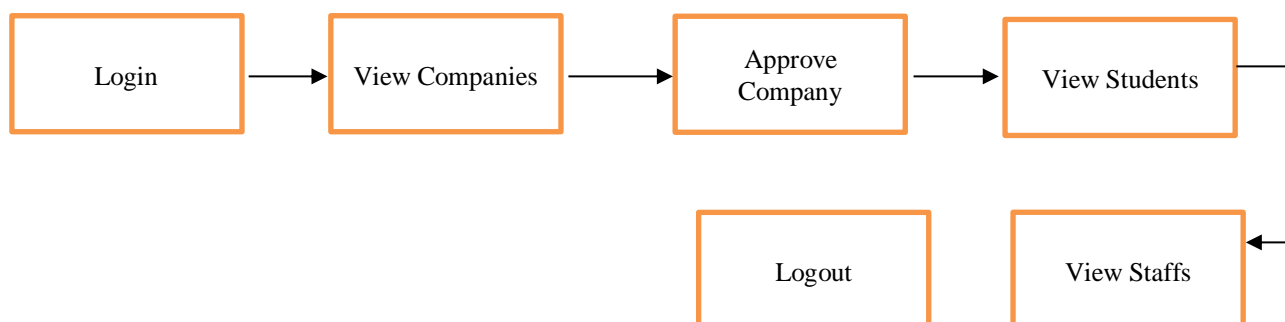 Login
View Companies
Approve
Company
View Students
Logout
View Staffs